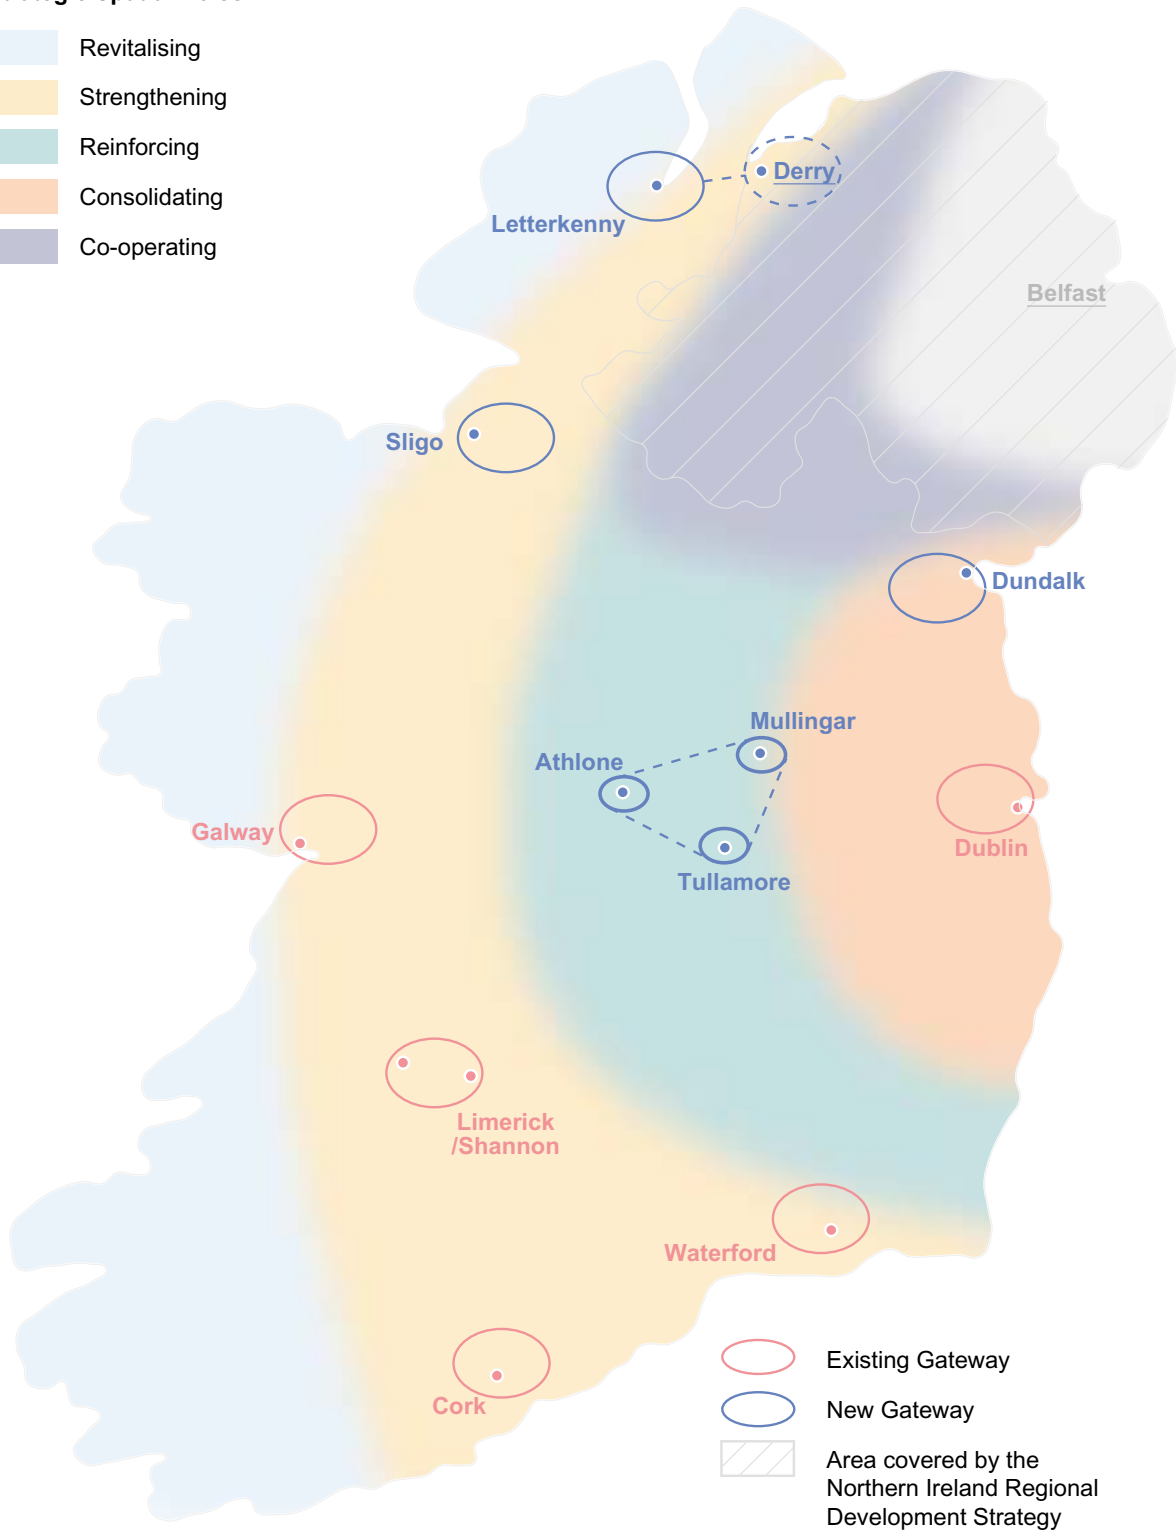 Revitalising
Strengthening
Reinforcing
Consolidating
Co-operating
Derry
Letterkenny
Belfast
Sligo
Dundalk
Mullingar
Athlone
Galway
Dublin
Tullamore
Limerick
/Shannon
Waterford
Cork
Existing Gateway
New Gateway
Area covered by the
Northern Ireland Regional
Development Strategy